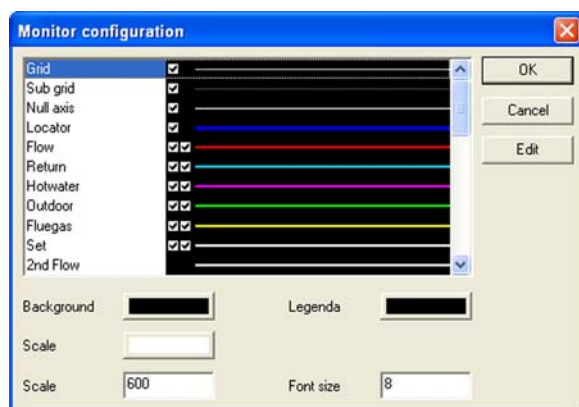 Monitor configuration
Grid
Sub grid
Null axis
Locator
Flow
Return
Hotwater
Outdoor
Fluegas
Set
2nd Flow
OK
Cancel
Edit
Background
Legenda
Scale
Scale 600
Font size 8